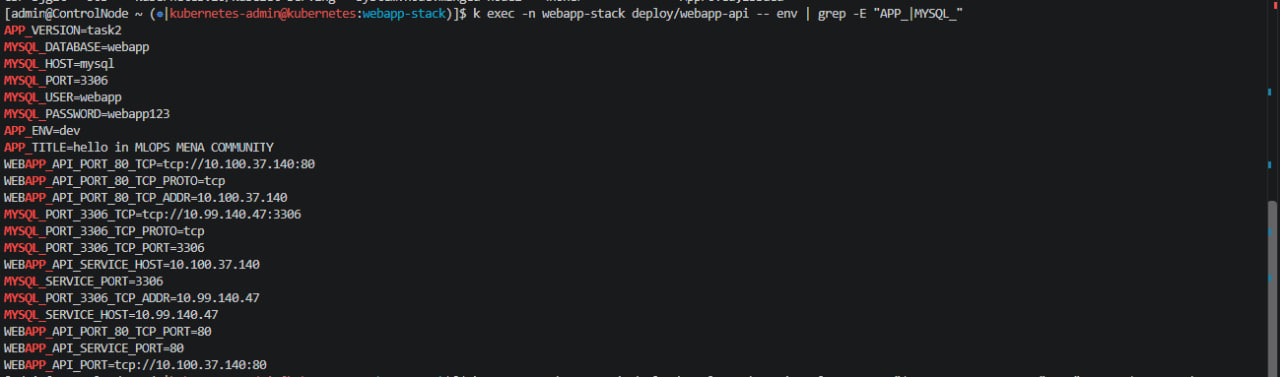 [admin@ControlNode ~ (●|kubernetes-admin@kubernetes:webapp-stack)]$ k exec -n webapp-stack deploy/webapp-api -- env | grep -E "APP_|MYSQL_"
APP_VERSION=task2
MYSQL_DATABASE=webapp
MYSQL_HOST=mysql
MYSQL_PORT=3306
MYSQL_USER=webapp
MYSQL_PASSWORD=webapp123
APP_ENV=dev
APP_TITLE=hello in MLOPS MENA COMMUNITY
WEBAPP_API_PORT_80_TCP=tcp://10.100.37.140:80
WEBAPP_API_PORT_80_TCP_PROTO=tcp
WEBAPP_API_PORT_80_TCP_ADDR=10.100.37.140
MYSQL_PORT_3306_TCP=tcp://10.99.140.47:3306
MYSQL_PORT_3306_TCP_PROTO=tcp
MYSQL_PORT_3306_TCP_PORT=3306
WEBAPP_API_SERVICE_HOST=10.100.37.140
MYSQL_SERVICE_PORT=3306
MYSQL_PORT_3306_TCP_ADDR=10.99.140.47
MYSQL_SERVICE_HOST=10.99.140.47
WEBAPP_API_PORT_80_TCP_PORT=80
WEBAPP_API_SERVICE_PORT=80
WEBAPP_API_PORT=tcp://10.100.37.140:80